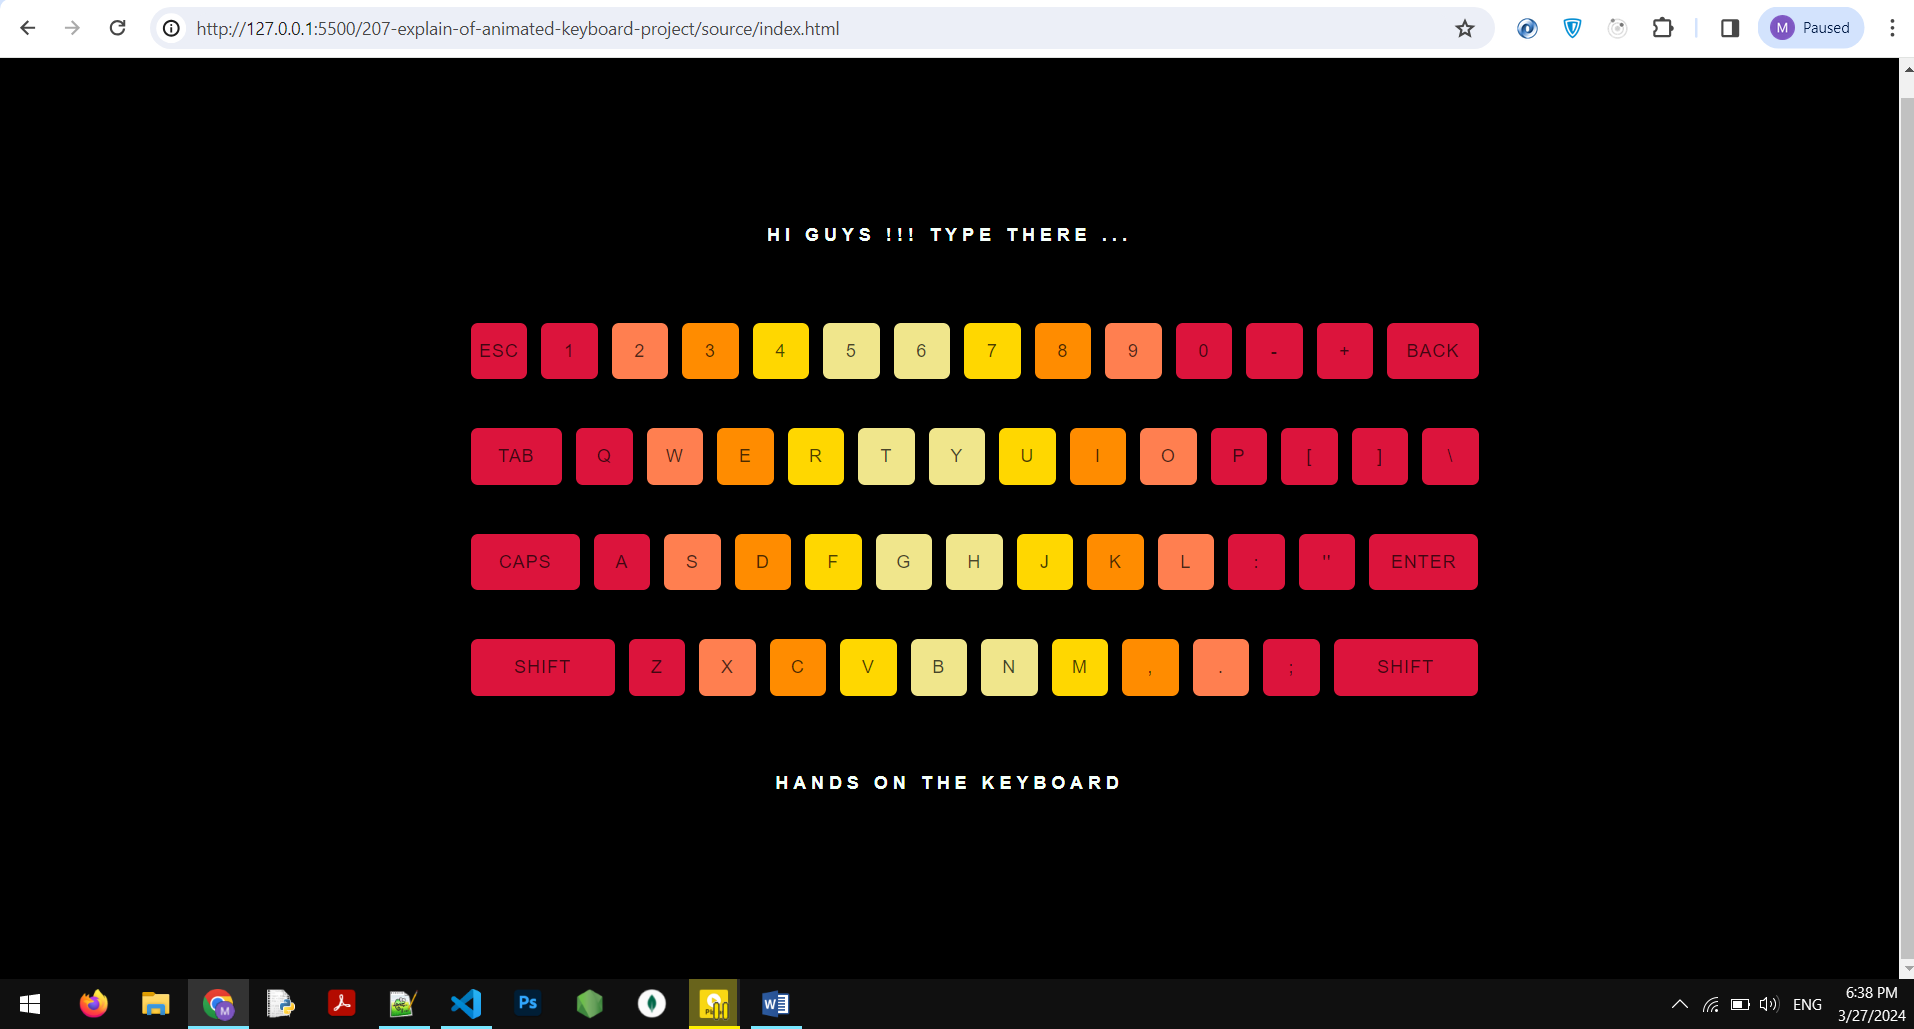 http://127.0.0.1:5500/207-explain-of-animated-keyboard-project/source/index.html
M Paused
HI GUYS !!! TYPE THERE ...
ESC 1 2 3 4 5 6 7 8 9 0 - + BACK
TAB Q W E R T Y U I O P [ ] \
CAPS A S D F G H J K L : " ENTER
SHIFT Z X C V B N M , . ; SHIFT
HANDS ON THE KEYBOARD
M
Ps
W
ENG
6:38 PM
3/27/2024